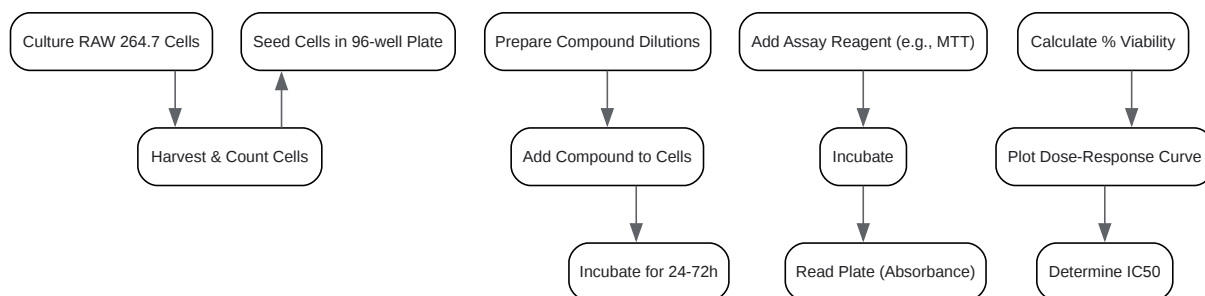 Culture RAW 264.7 Cells
Seed Cells in 96-well Plate
Prepare Compound Dilutions
Add Assay Reagent (e.g., MTT)
Calculate % Viability
Harvest & Count Cells
Add Compound to Cells
Incubate
Plot Dose-Response Curve
Incubate for 24-72h
Read Plate (Absorbance)
Determine IC50